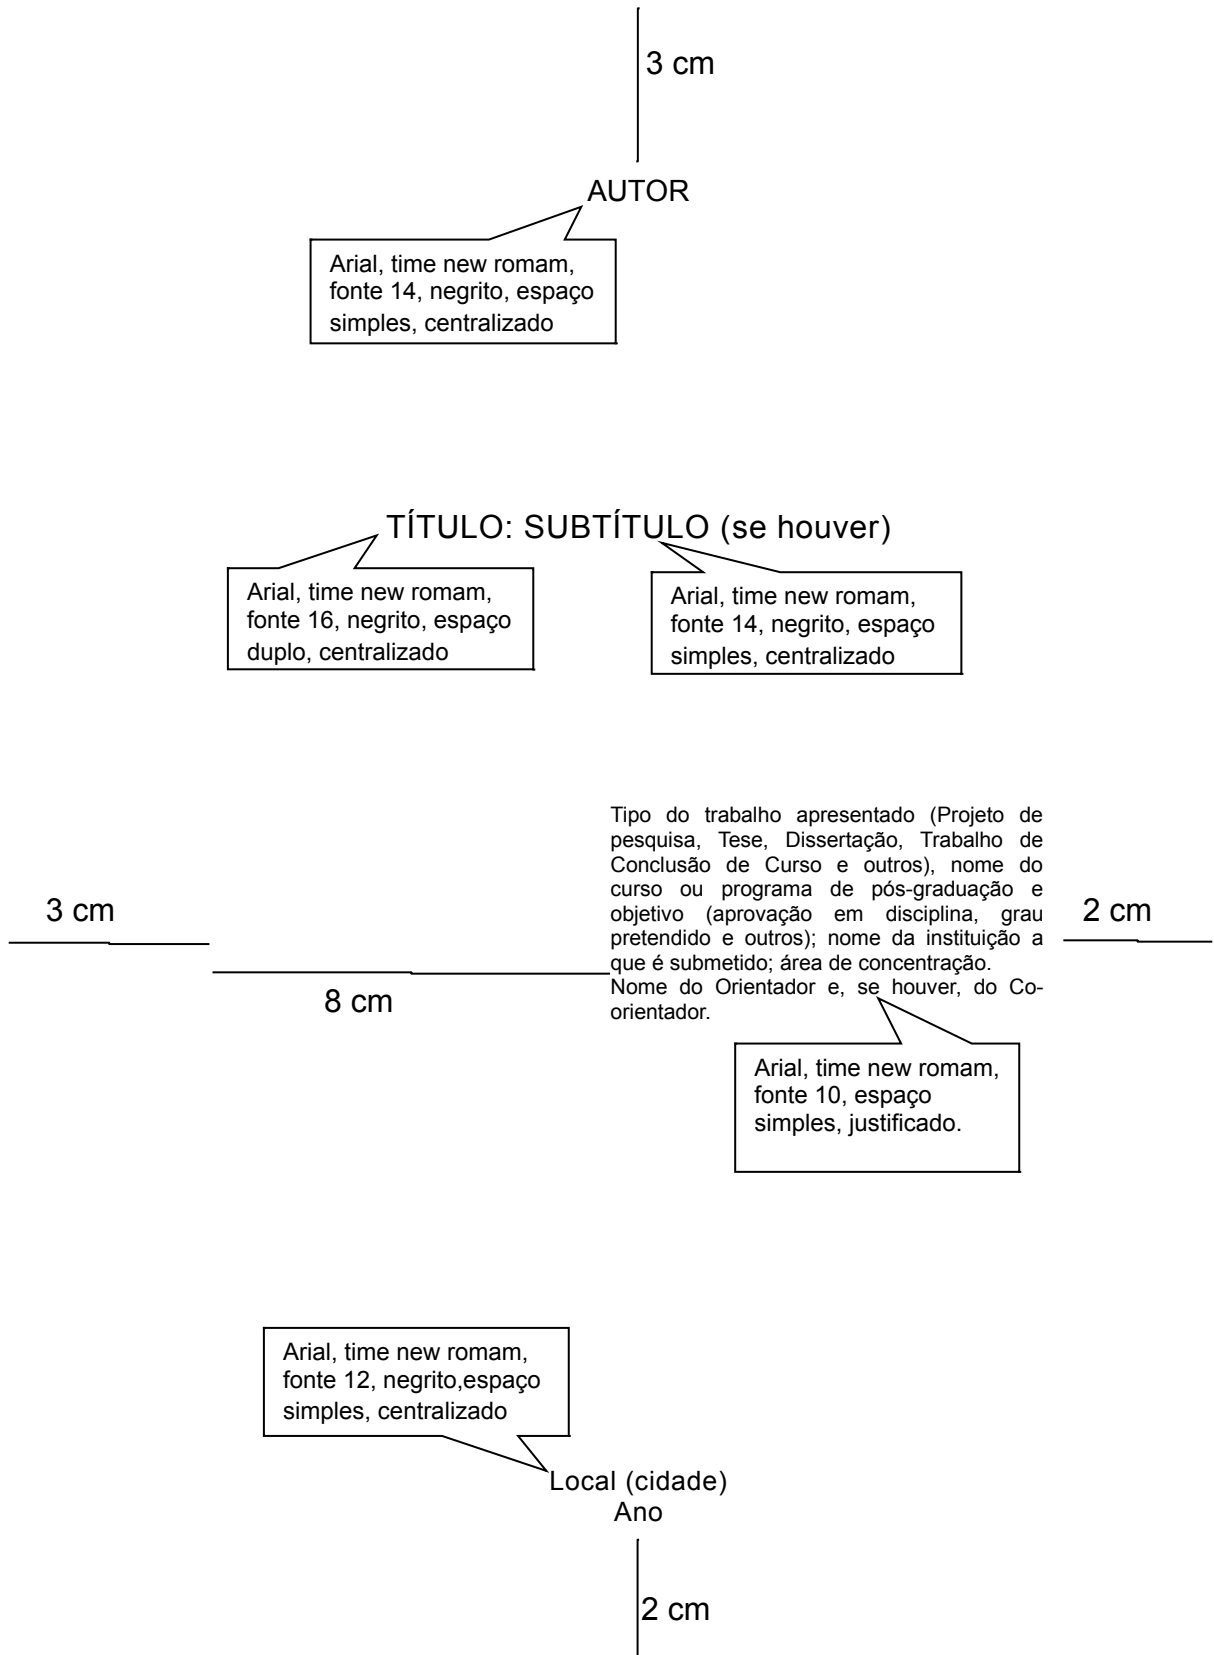 3 cm
AUTOR
Arial, time new romam,
fonte 14, negrito, espaço
simples, centralizado
TÍTULO: SUBTÍTULO (se houver)
Arial, time new romam,
fonte 16, negrito, espaço
duplo, centralizado
Arial, time new romam,
fonte 14, negrito, espaço
simples, centralizado
Tipo do trabalho apresentado (Projeto de
pesquisa, Tese, Dissertação, Trabalho de
Conclusão de Curso e outros), nome do
curso ou programa de pós-graduação e
objetivo (aprovação em disciplina, grau
pretendido e outros); nome da instituição a
que é submetido; área de concentração.
Nome do Orientador e, se houver, do Co-
orientador.
3 cm
8 cm
2 cm
Arial, time new romam,
fonte 10, espaço
simples, justificado.
Arial, time new romam,
fonte 12, negrito,espaço
simples, centralizado
Local (cidade)
Ano
2 cm